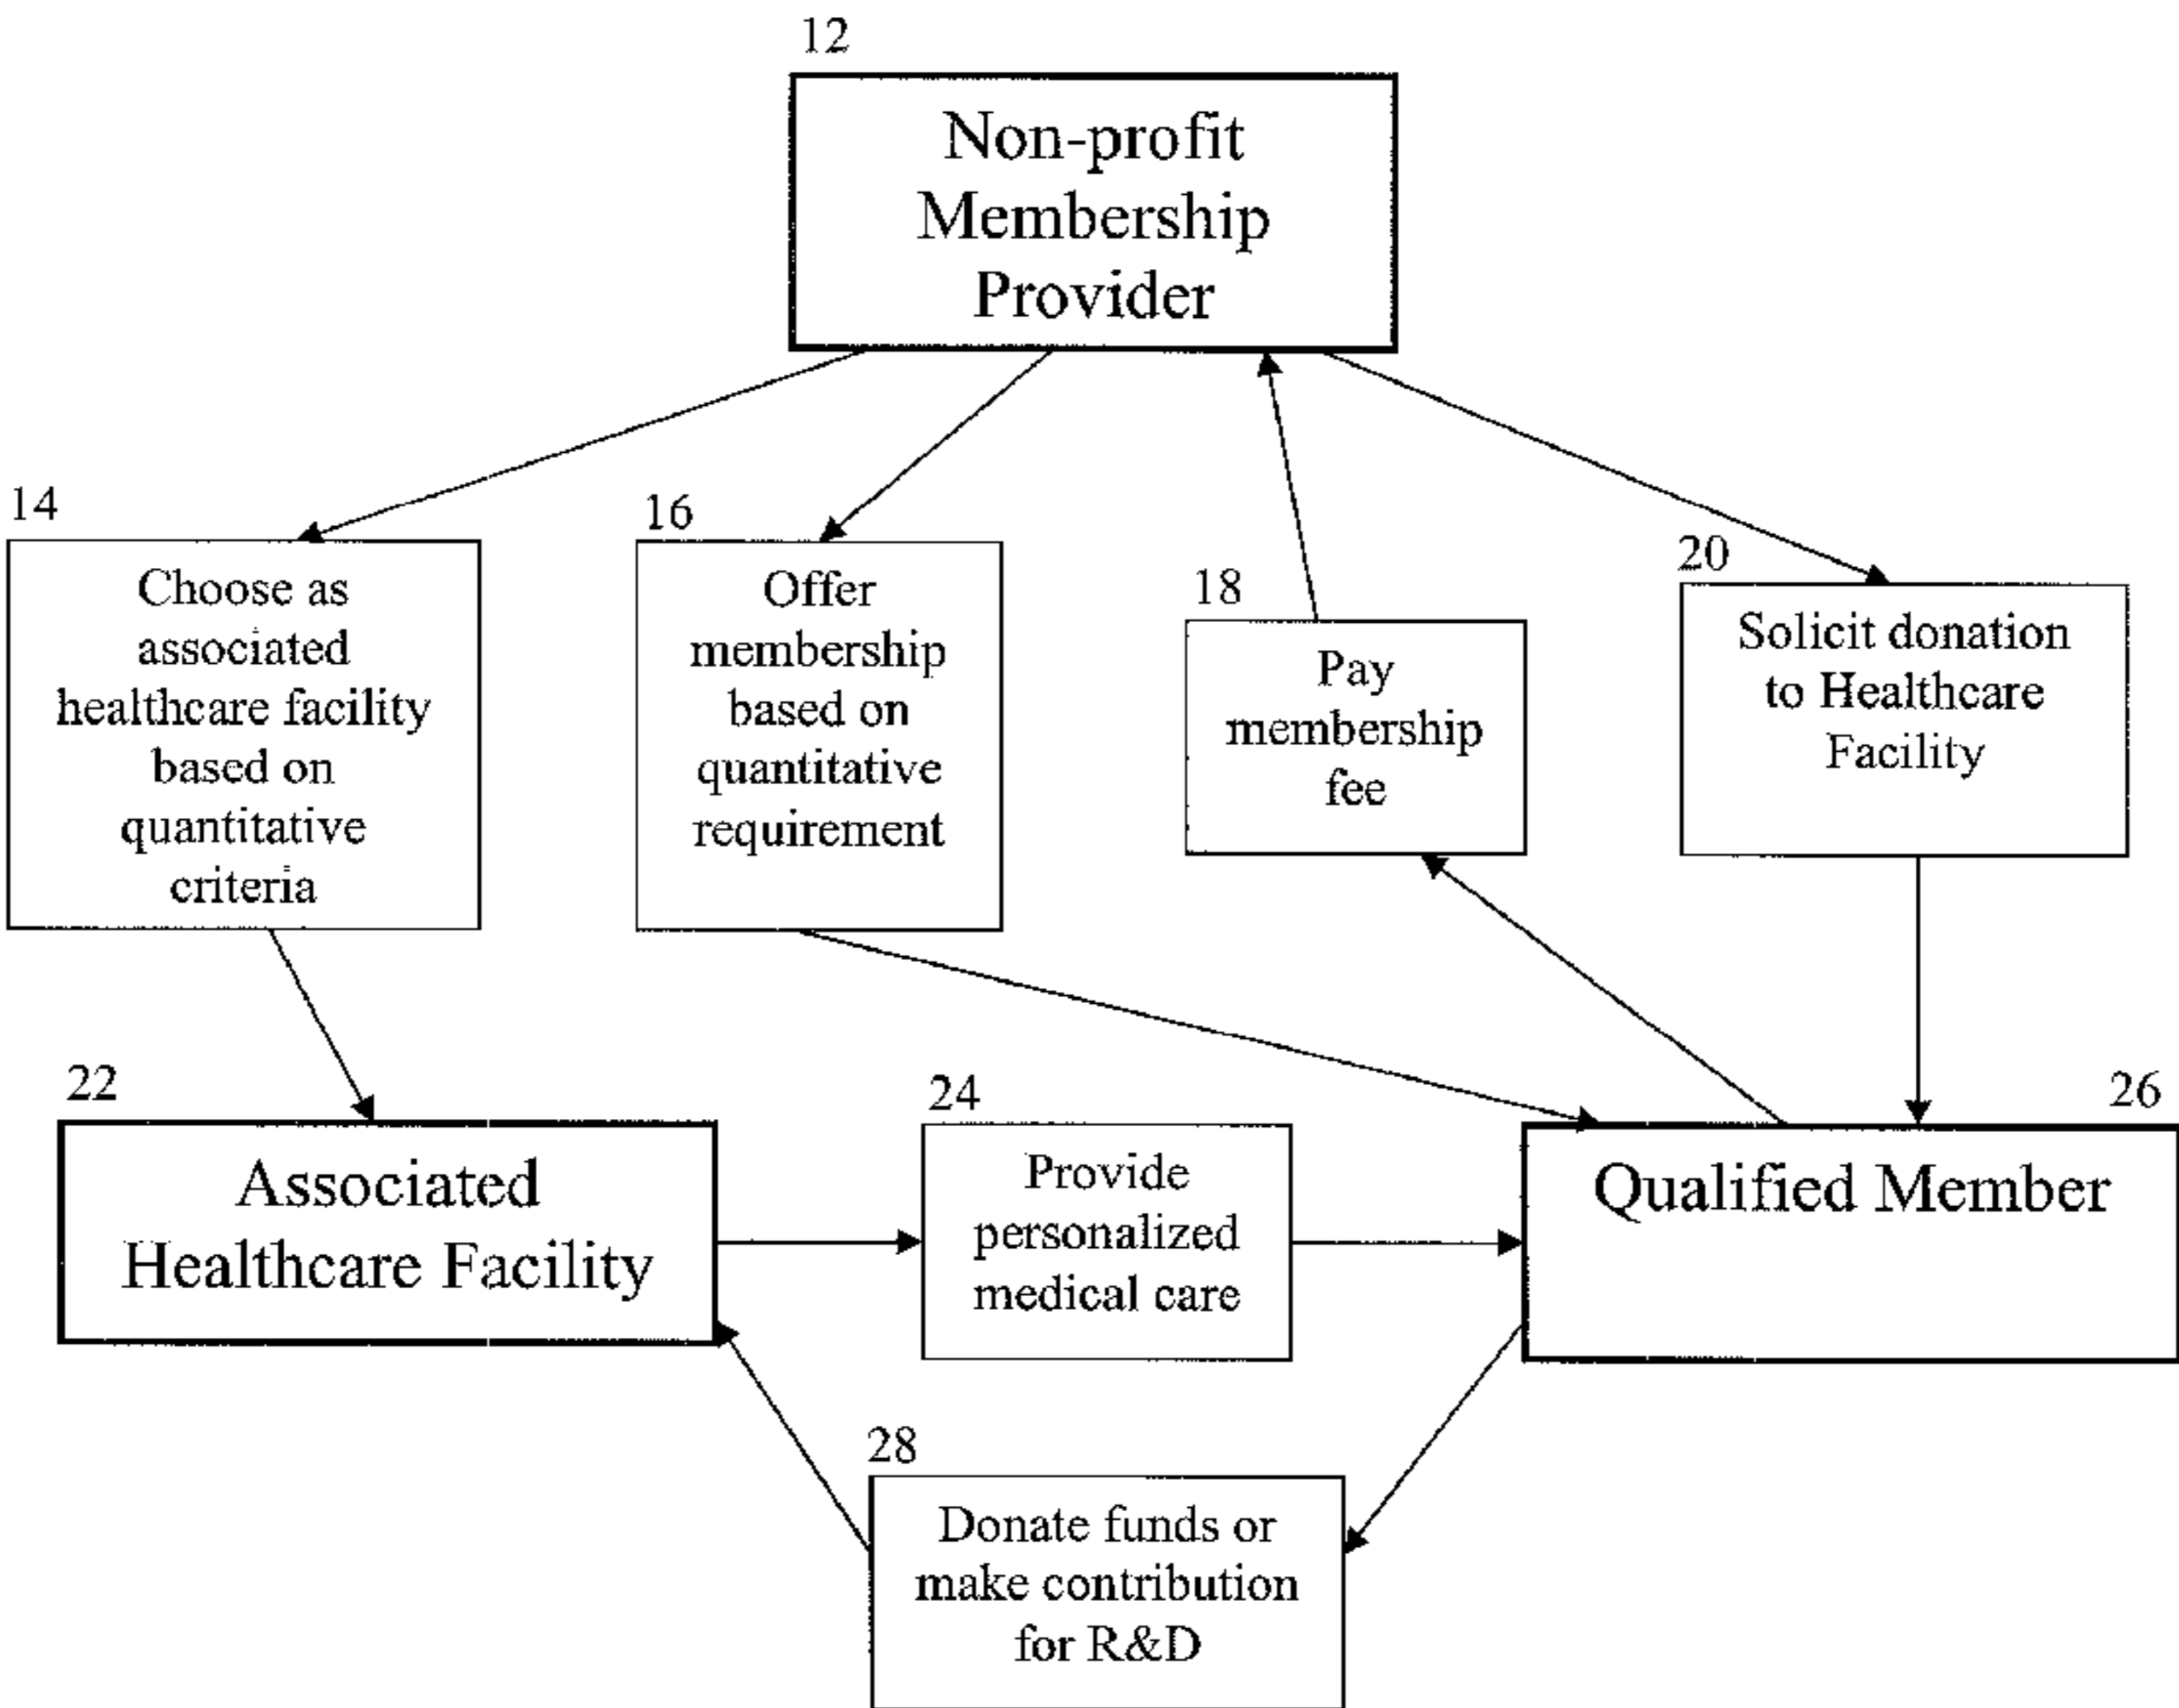 12
Non-profit
Membership
Provider
14
Choose as
associated
healthcare facility
based on
quantitative
criteria
16
Offer
membership
based on
quantitative
requirement
18
Pay
membership
fee
20
Solicit donation
to Healthcare
Facility
22
Associated
Healthcare Facility
24
Provide
personalized
medical care
26
Qualified Member
28
Donate funds or
make contribution
for R&D